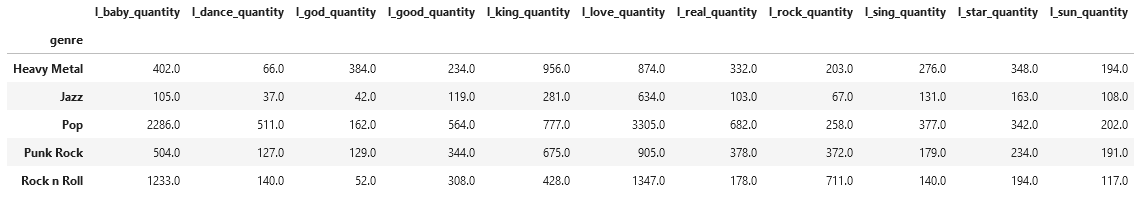 l_baby_quantity l_dance_quantity l_god_quantity l_good_quantity l_king_quantity l_love_quantity l_real_quantity l_rock_quantity l_sing_quantity l_star_quantity l_sun_quantity
genre
Heavy Metal 402.0 66.0 384.0 234.0 956.0 874.0 332.0 203.0 276.0 348.0 194.0
Jazz 105.0 37.0 42.0 119.0 281.0 634.0 103.0 67.0 131.0 163.0 108.0
Pop 2286.0 511.0 162.0 564.0 777.0 3305.0 682.0 258.0 377.0 342.0 202.0
Punk Rock 504.0 127.0 129.0 344.0 675.0 905.0 378.0 372.0 179.0 234.0 191.0
Rock n Roll 1233.0 140.0 52.0 308.0 428.0 1347.0 178.0 711.0 140.0 194.0 117.0